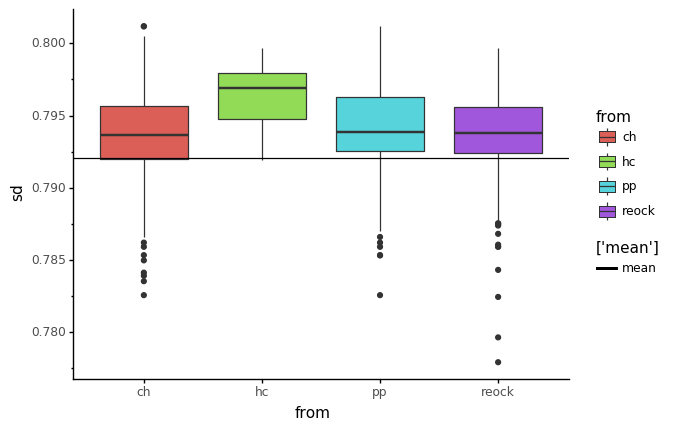 0.800
0.795
0.790
0.785
0.780
sd
ch
hc
pp
reock
from
from
ch
hc
pp
reock
['mean']
mean